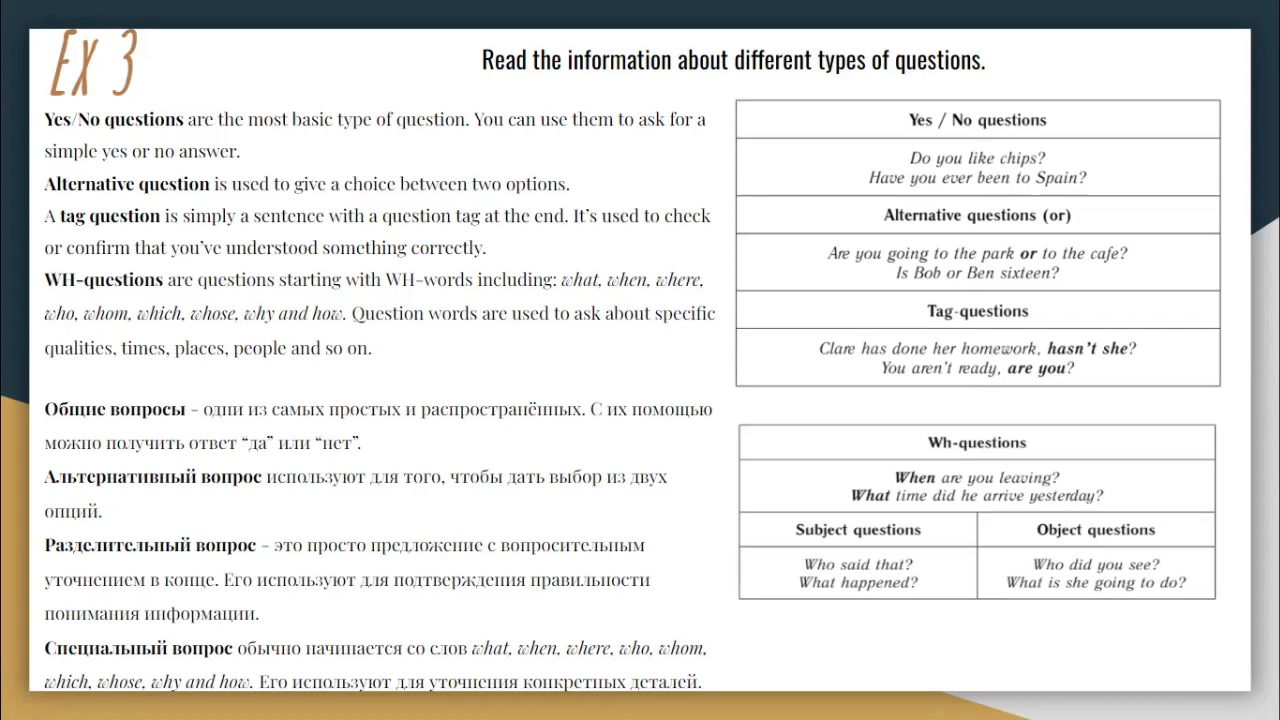 Ex 3
Read the information about different types of questions.
Yes/No questions are the most basic type of question. You can use them to ask for a
simple yes or no answer.
Alternative question is used to give a choice between two options.
A tag question is simply a sentence with a question tag at the end. It’s used to check
or confirm that you’ve understood something correctly.
WH-questions are questions starting with WH-words including: what, when, where,
who, whom, which, whose, why and how. Question words are used to ask about specific
qualities, times, places, people and so on.
Общие вопросы - одни из самых простых и распространённых. С их помощью
можно получить ответ “да” или “нет”.
Альтернативный вопрос используют для того, чтобы дать выбор из двух
опций.
Разделительный вопрос - это просто предложение с вопросительным
уточнением в конце. Его используют для подтверждения правильности
понимания информации.
Специальный вопрос обычно начинается со слов what, when, where, who, whom,
which, whose, why and how. Его используют для уточнения конкретных деталей.
Yes / No questions
Do you like chips?
Have you ever been to Spain?
Alternative questions (or)
Are you going to the park or to the cafe?
Is Bob or Ben sixteen?
Tag-questions
Clare has done her homework, hasn’t she?
You aren’t ready, are you?
Wh-questions
When are you leaving?
What time did he arrive yesterday?
Subject questions
Object questions
Who said that?
What happened?
Who did you see?
What is she going to do?